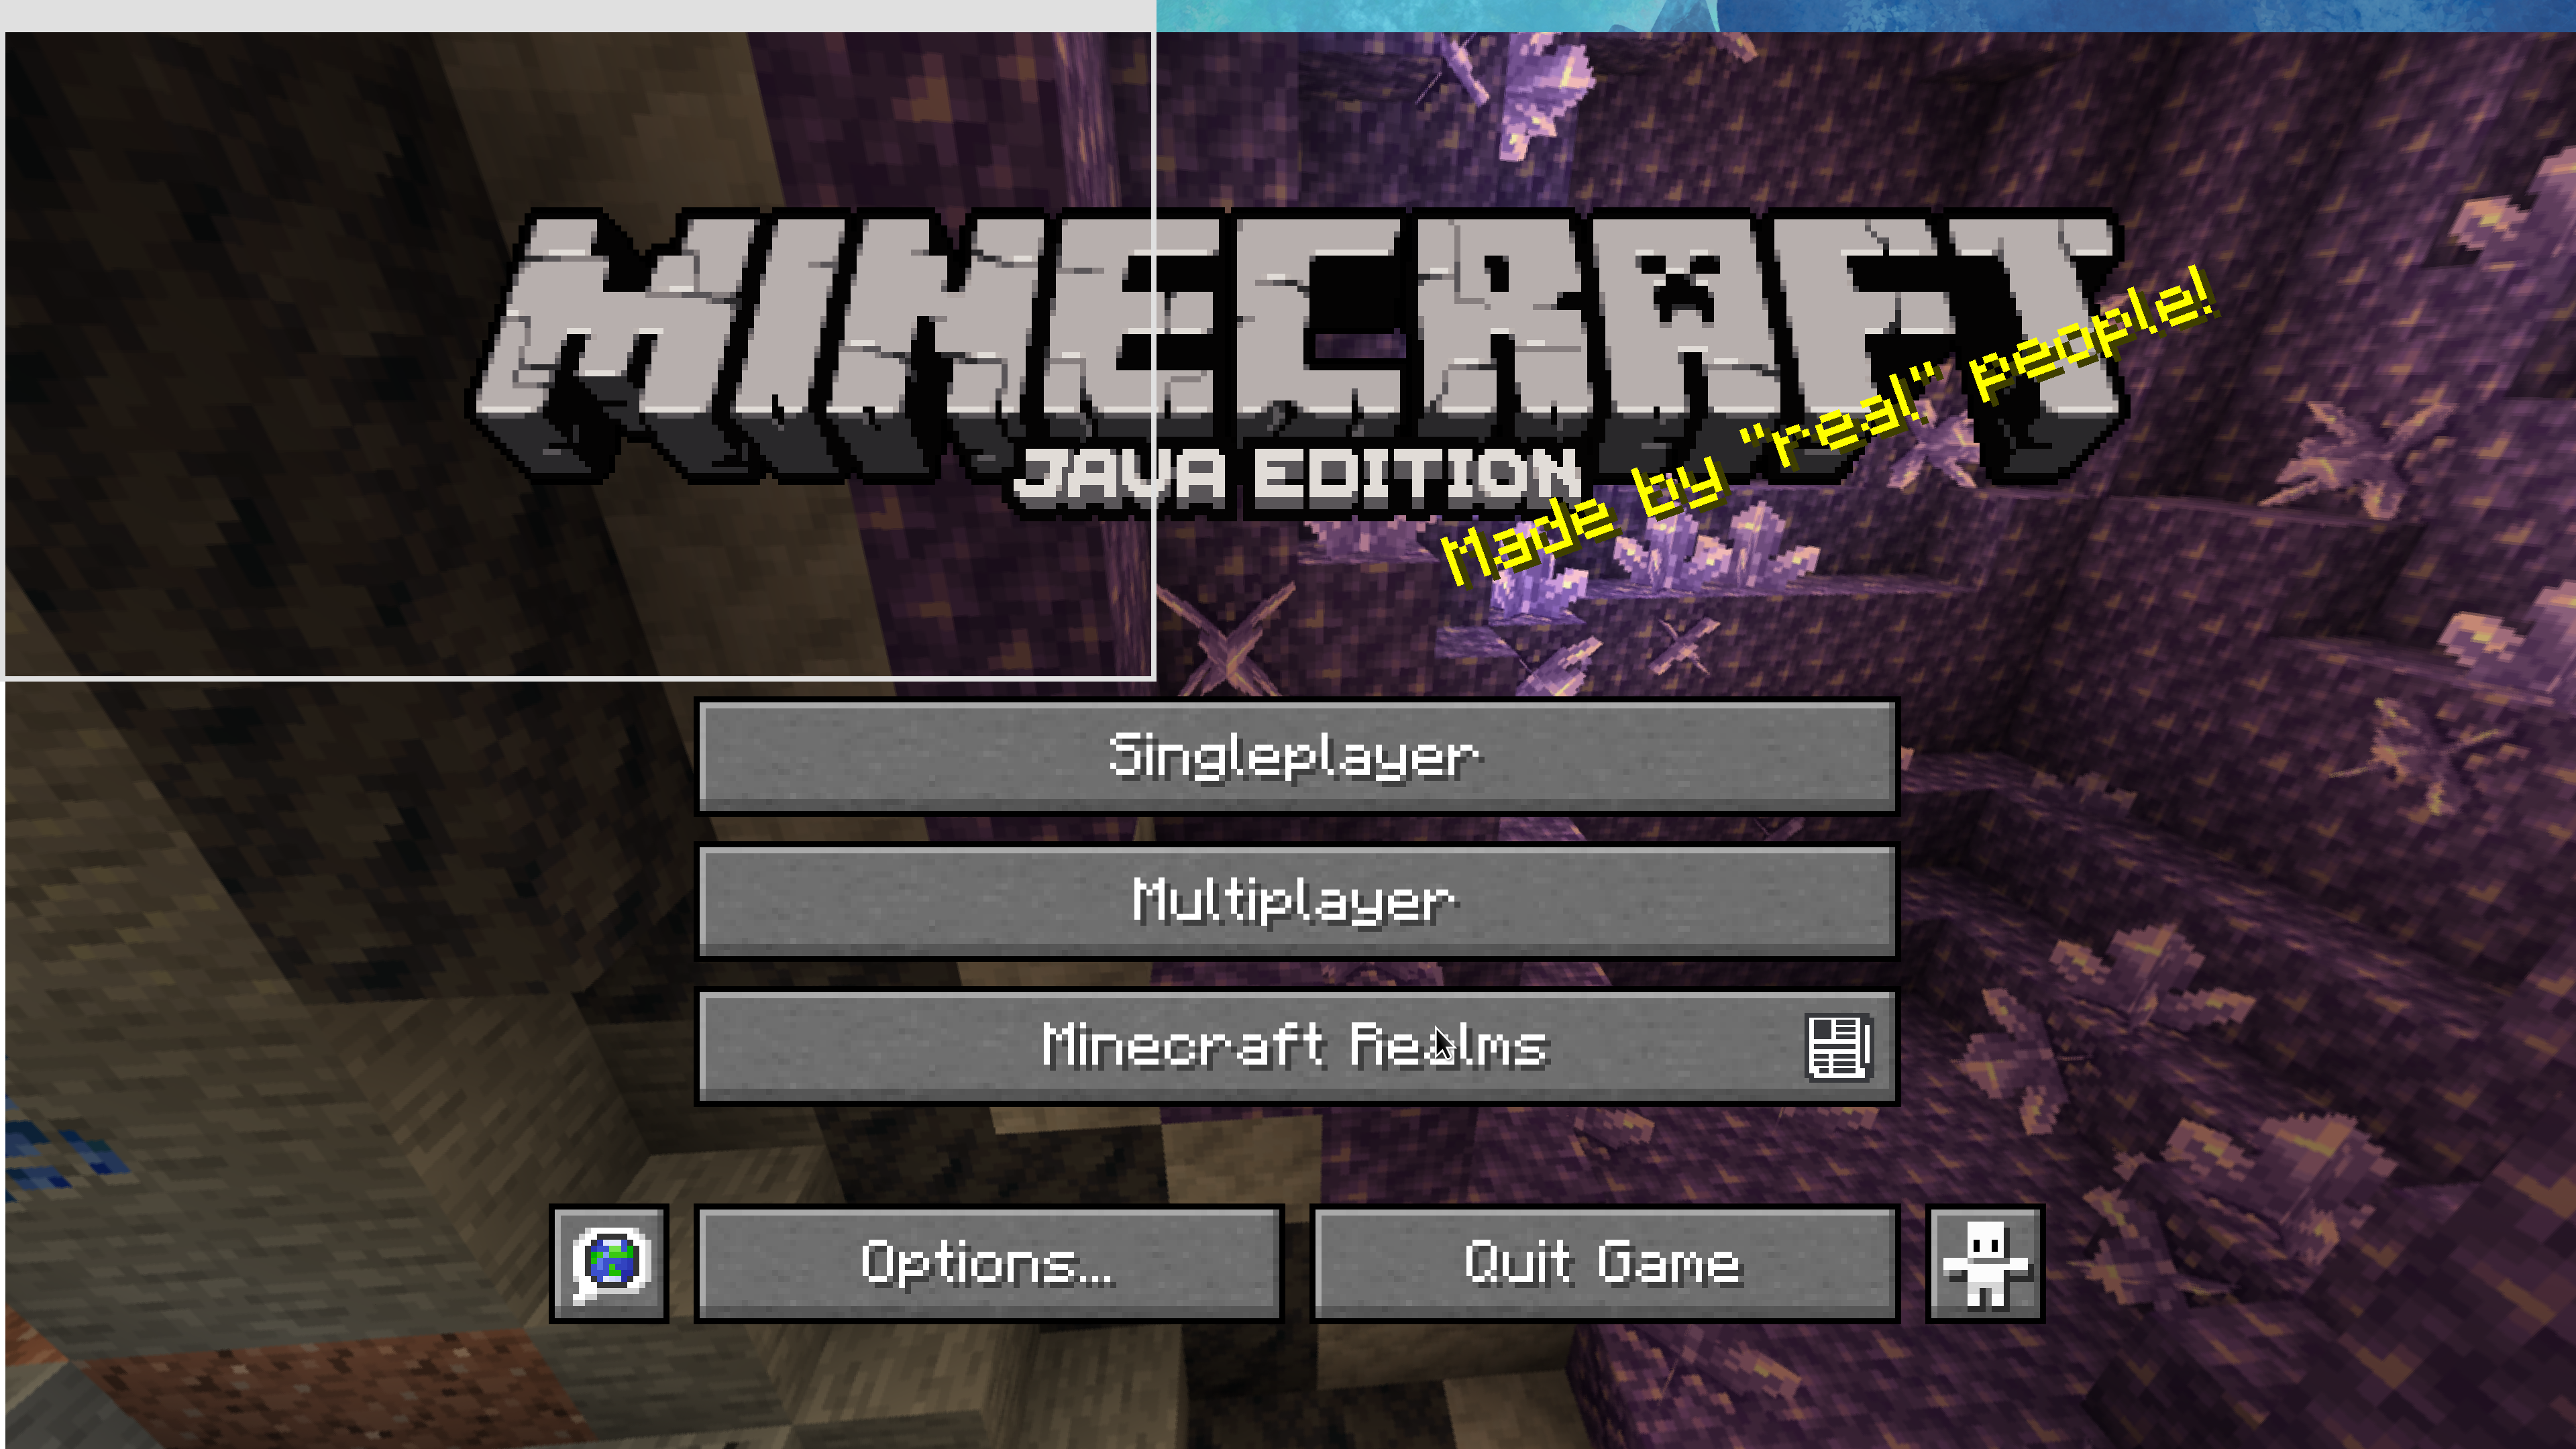 MINECRAFT
JAVA EDITION
Made by "real" people!
Singleplayer
Multiplayer
Minecraft Realms
Options...
Quit Game